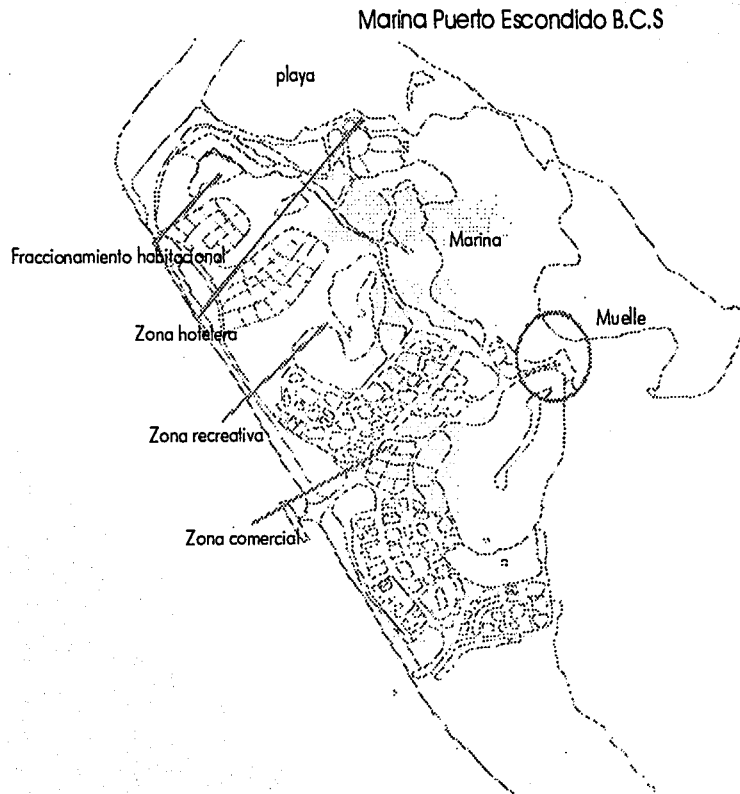 Marina Puerto Escondido B.C.S
playa
Marina
Fraccionamiento habitacional
Muelle
Zona hotelera
Zona recreativa
Zona comercial